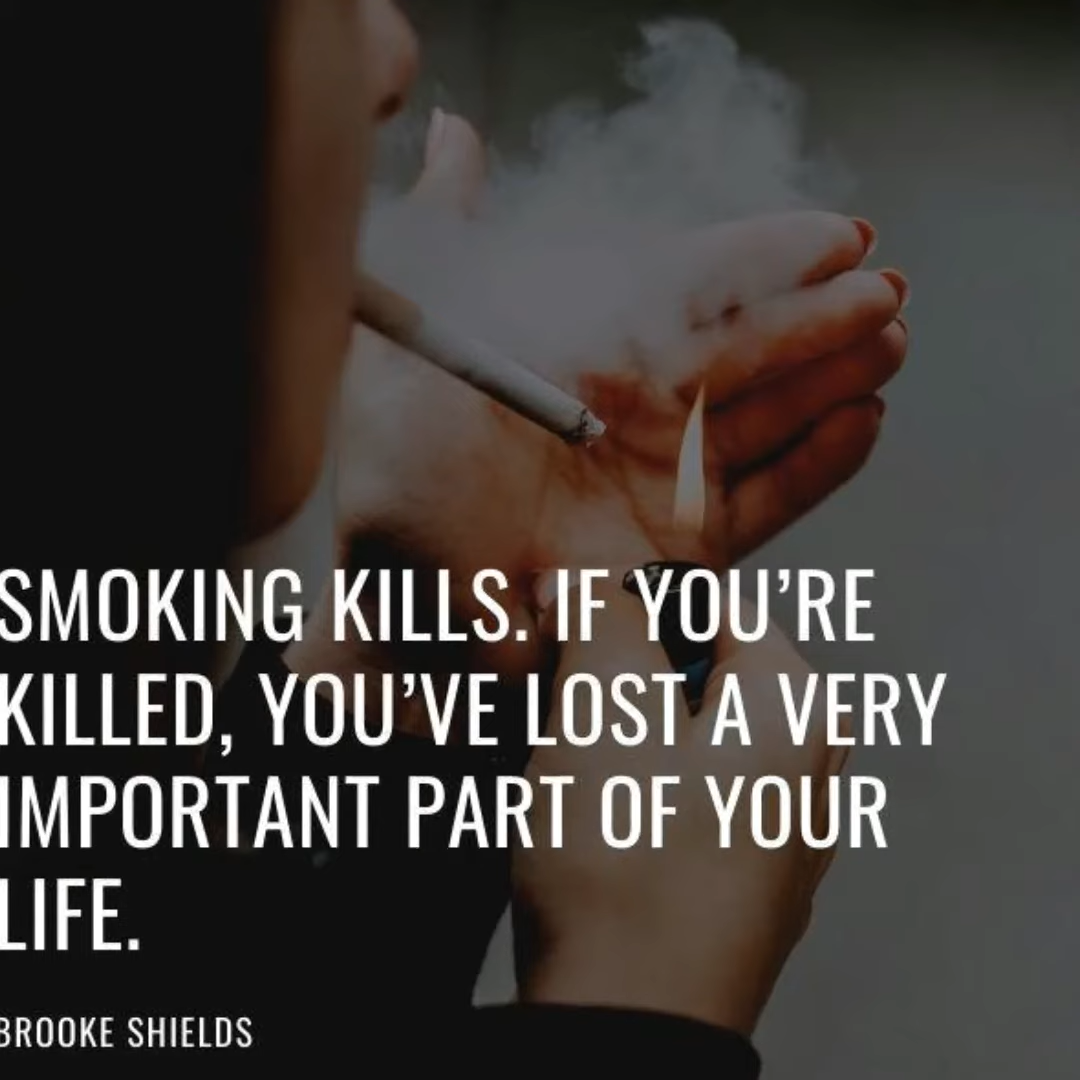 SMOKING KILLS. IF YOU’RE
KILLED, YOU’VE LOST A VERY
IMPORTANT PART OF YOUR
LIFE.
BROOKE SHIELDS